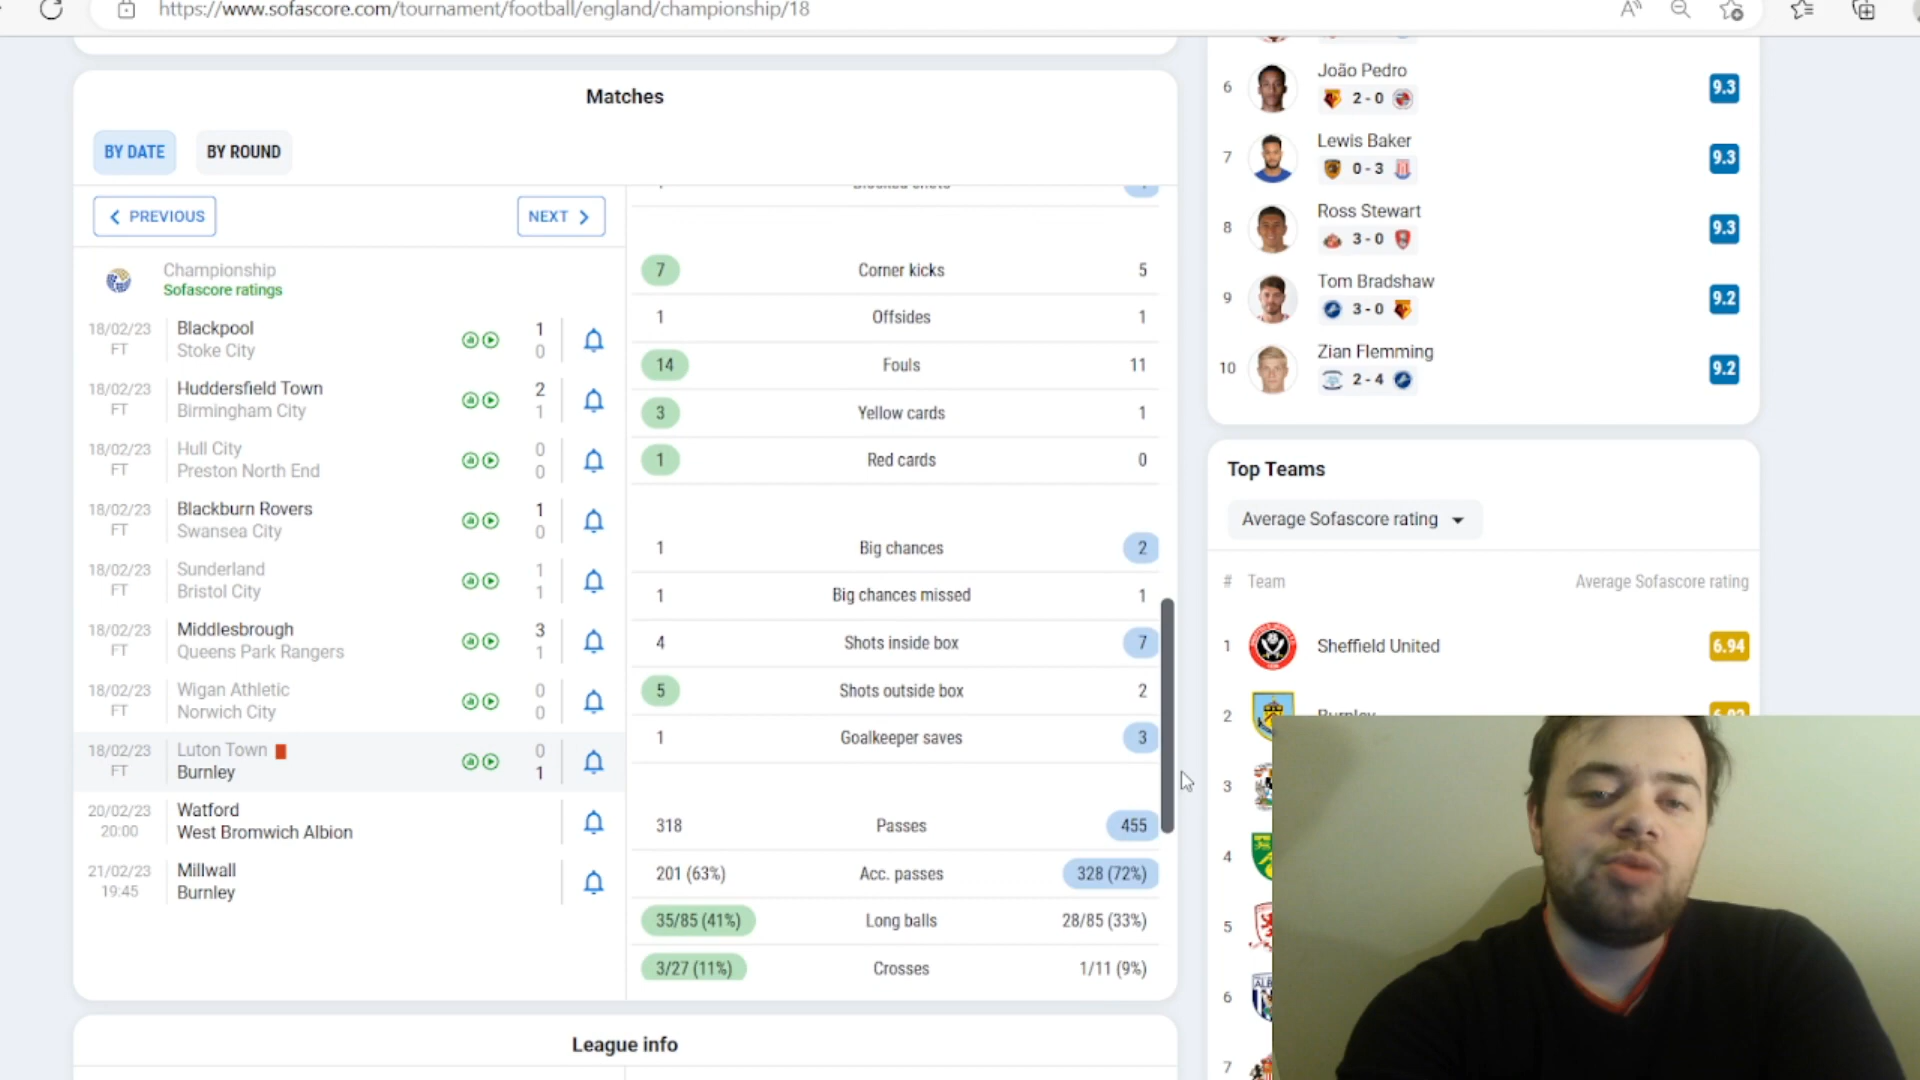 https://www.sofascore.com/tournament/football/england/championship/18
Matches
BY DATE
BY ROUND
PREVIOUS
NEXT
Championship
Sofascore ratings
18/02/23 Blackpool 1
FT Stoke City 0
18/02/23 Huddersfield Town 2
FT Birmingham City 1
18/02/23 Hull City 0
FT Preston North End 0
18/02/23 Blackburn Rovers 1
FT Swansea City 0
18/02/23 Sunderland 1
FT Bristol City 1
18/02/23 Middlesbrough 3
FT Queens Park Rangers 1
18/02/23 Wigan Athletic 0
FT Norwich City 0
18/02/23 Luton Town 0
FT Burnley 1
20/02/23 Watford
20:00 West Bromwich Albion
21/02/23 Millwall
19:45 Burnley
7 Corner kicks 5
1 Offsides 1
14 Fouls 11
3 Yellow cards 1
1 Red cards 0
1 Big chances 2
1 Big chances missed 1
4 Shots inside box 7
5 Shots outside box 2
1 Goalkeeper saves 3
318 Passes 455
201 (63%) Acc. passes 328 (72%)
35/85 (41%) Long balls 28/85 (33%)
3/27 (11%) Crosses 1/11 (9%)
League info
6 João Pedro 9.3
2 - 0
7 Lewis Baker 9.3
0 - 3
8 Ross Stewart 9.3
3 - 0
9 Tom Bradshaw 9.2
3 - 0
10 Zian Flemming 9.2
2 - 4
Top Teams
Average Sofascore rating
# Team Average Sofascore rating
1 Sheffield United 6.94
2
3
4
5
6
7